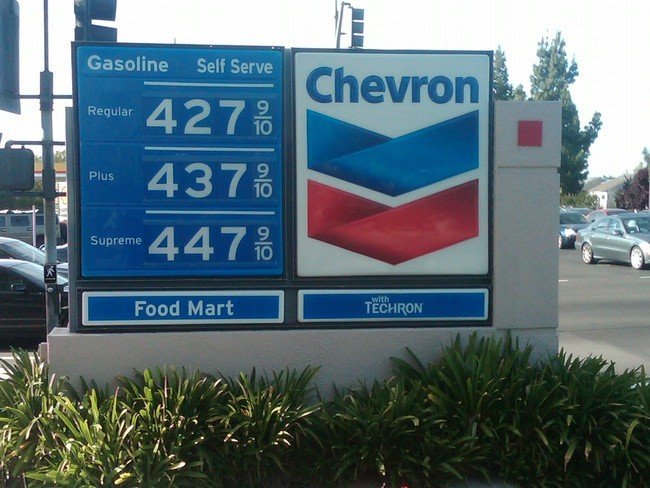 Gasoline Self Serve
Regular 427 9/10
Plus 437 9/10
Supreme 447 9/10
Food Mart
Chevron
with
TECHRON